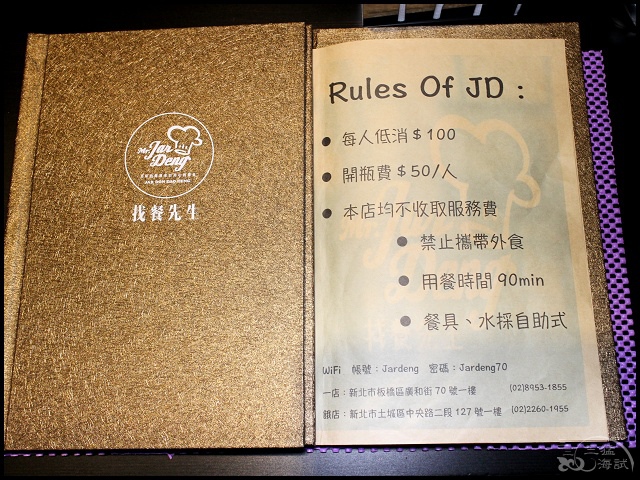 Mr. Jar
Deng
找餐先生
Rules Of JD :
● 每人低消＄100
● 開瓶費＄50/人
● 本店均不收取服務費
● 禁止攜帶外食
● 用餐時間 90min
● 餐具、水採自助式
WiFi 帳號：Jardeng 密碼：Jardeng70
一店：新北市板橋區廣和街 70 號一樓 (02)8953-1855
餓店：新北市土城區中央路二段 127 號一樓 (02)2260-1955
三猛
海試